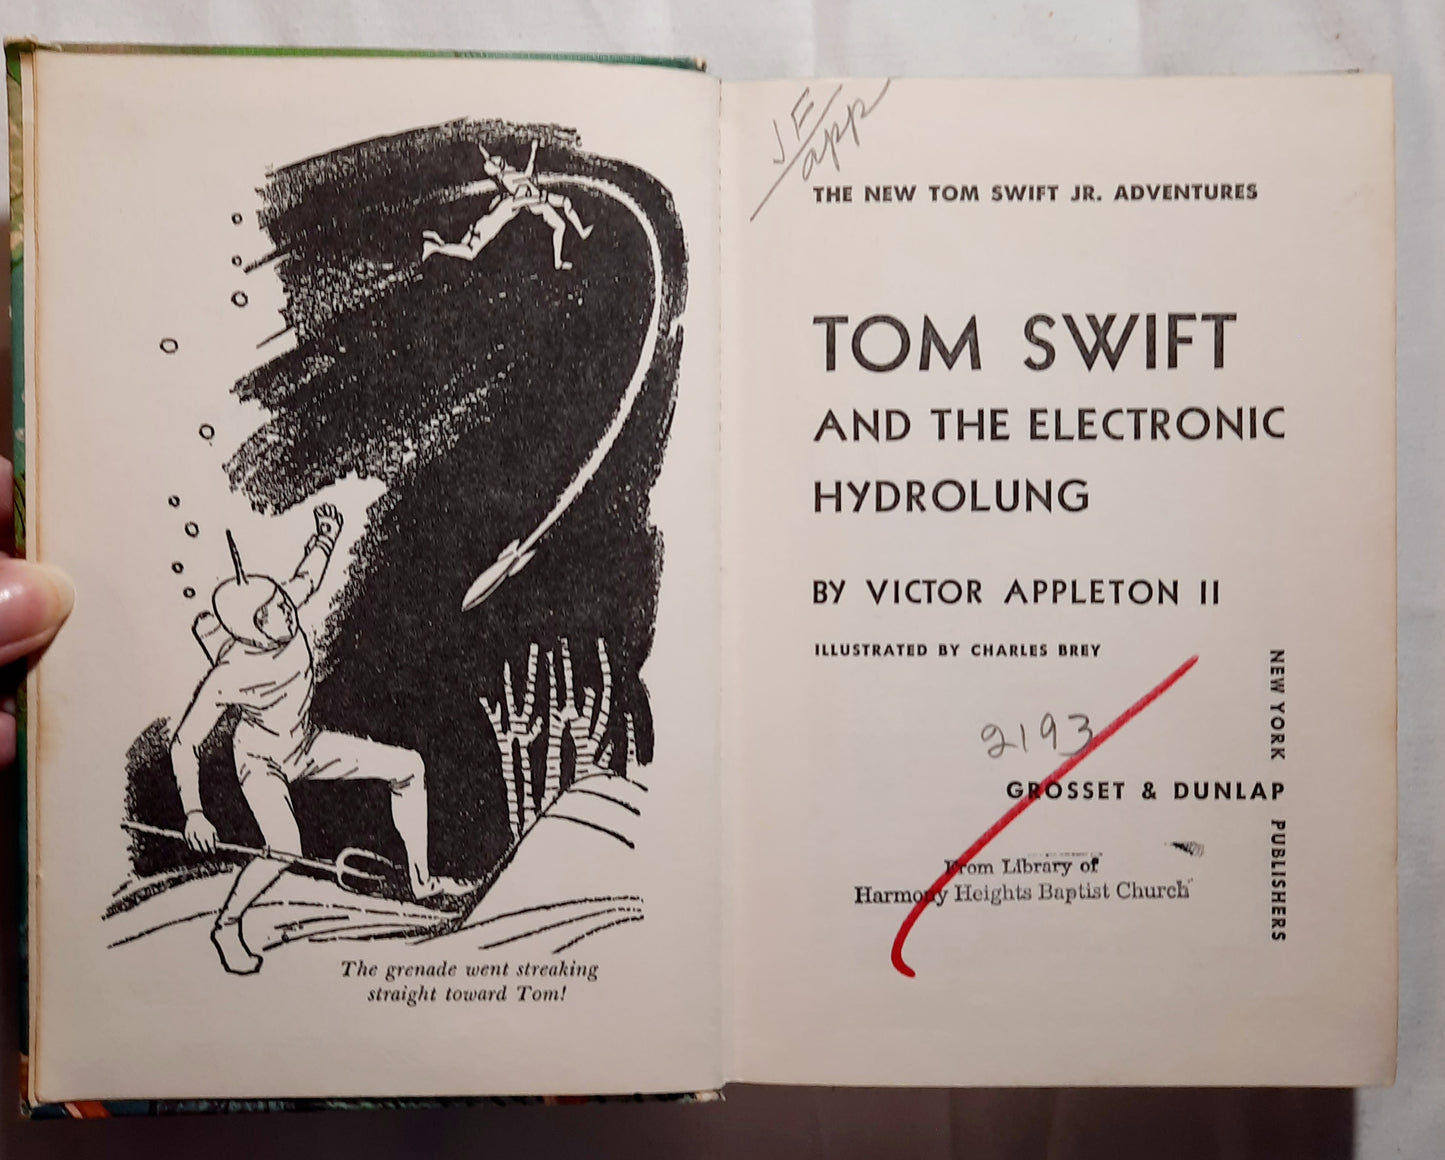 The grenade went streaking
straight toward Tom!
JE
app
THE NEW TOM SWIFT JR. ADVENTURES
TOM SWIFT
AND THE ELECTRONIC
HYDROLUNG
BY VICTOR APPLETON II
ILLUSTRATED BY CHARLES BREY
2193
GROSSET & DUNLAP
NEW YORK PUBLISHERS
From Library of
Harmony Heights Baptist Church